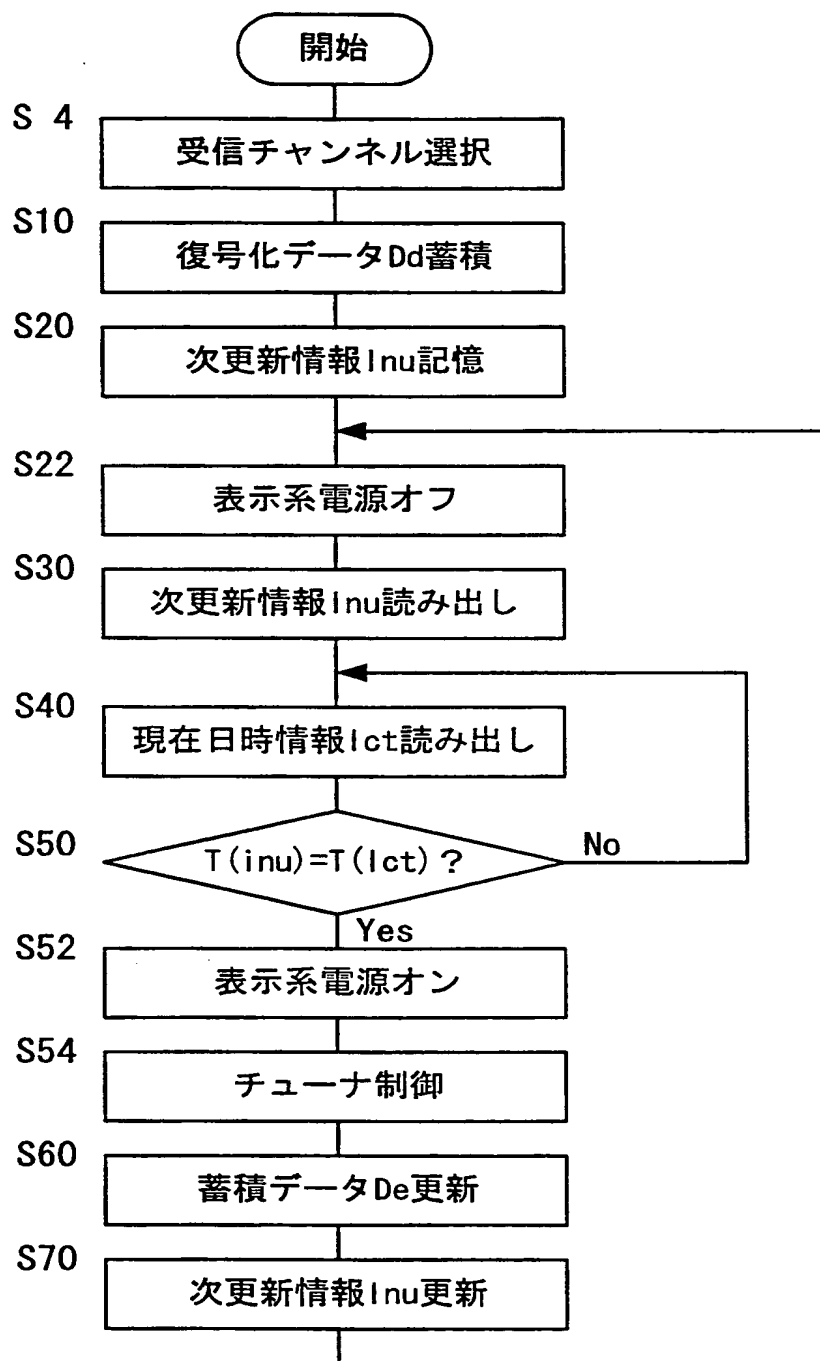 開始
S 4
受信チャンネル選択
S10
復号化データDd蓄積
S20
次更新情報Inu記憶
S22
表示系電源オフ
S30
次更新情報Inu読み出し
S40
現在日時情報Ict読み出し
S50
T(inu)=T(Ict)?
No
Yes
S52
表示系電源オン
S54
チューナ制御
S60
蓄積データDe更新
S70
次更新情報Inu更新